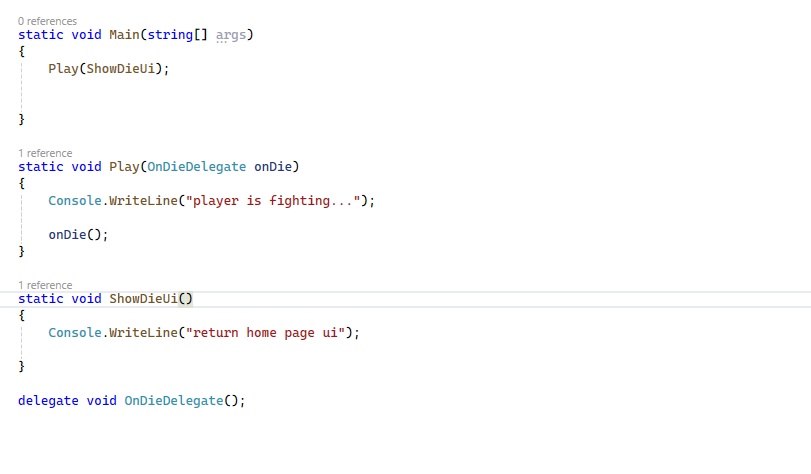 0 references
static void Main(string[] args)
{
Play(ShowDieUi);
}
1 reference
static void Play(OnDieDelegate onDie)
{
Console.WriteLine("player is fighting...");
onDie();
}
1 reference
static void ShowDieUi()
{
Console.WriteLine("return home page ui");
}
delegate void OnDieDelegate();